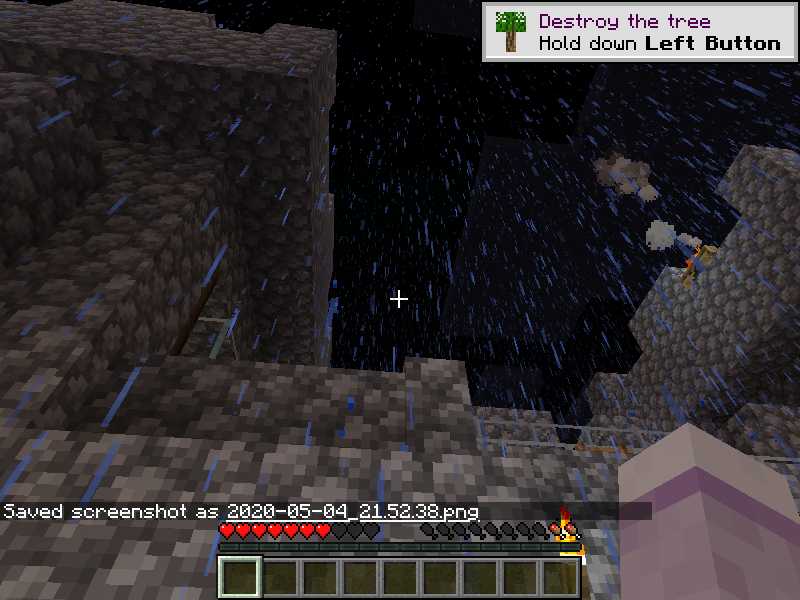 Destroy the tree
Hold down Left Button
Saved screenshot as 2020-05-04_21.52.38.png